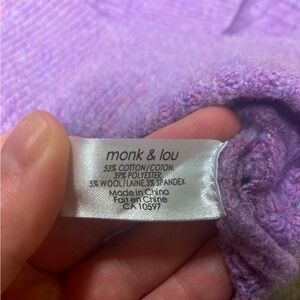 monk & lou
53% COTTON/COTON.
39% POLYESTER.
5% WOOL/LAINE.3% SPANDEX
Made in China
Fait en Chine
CA 10597